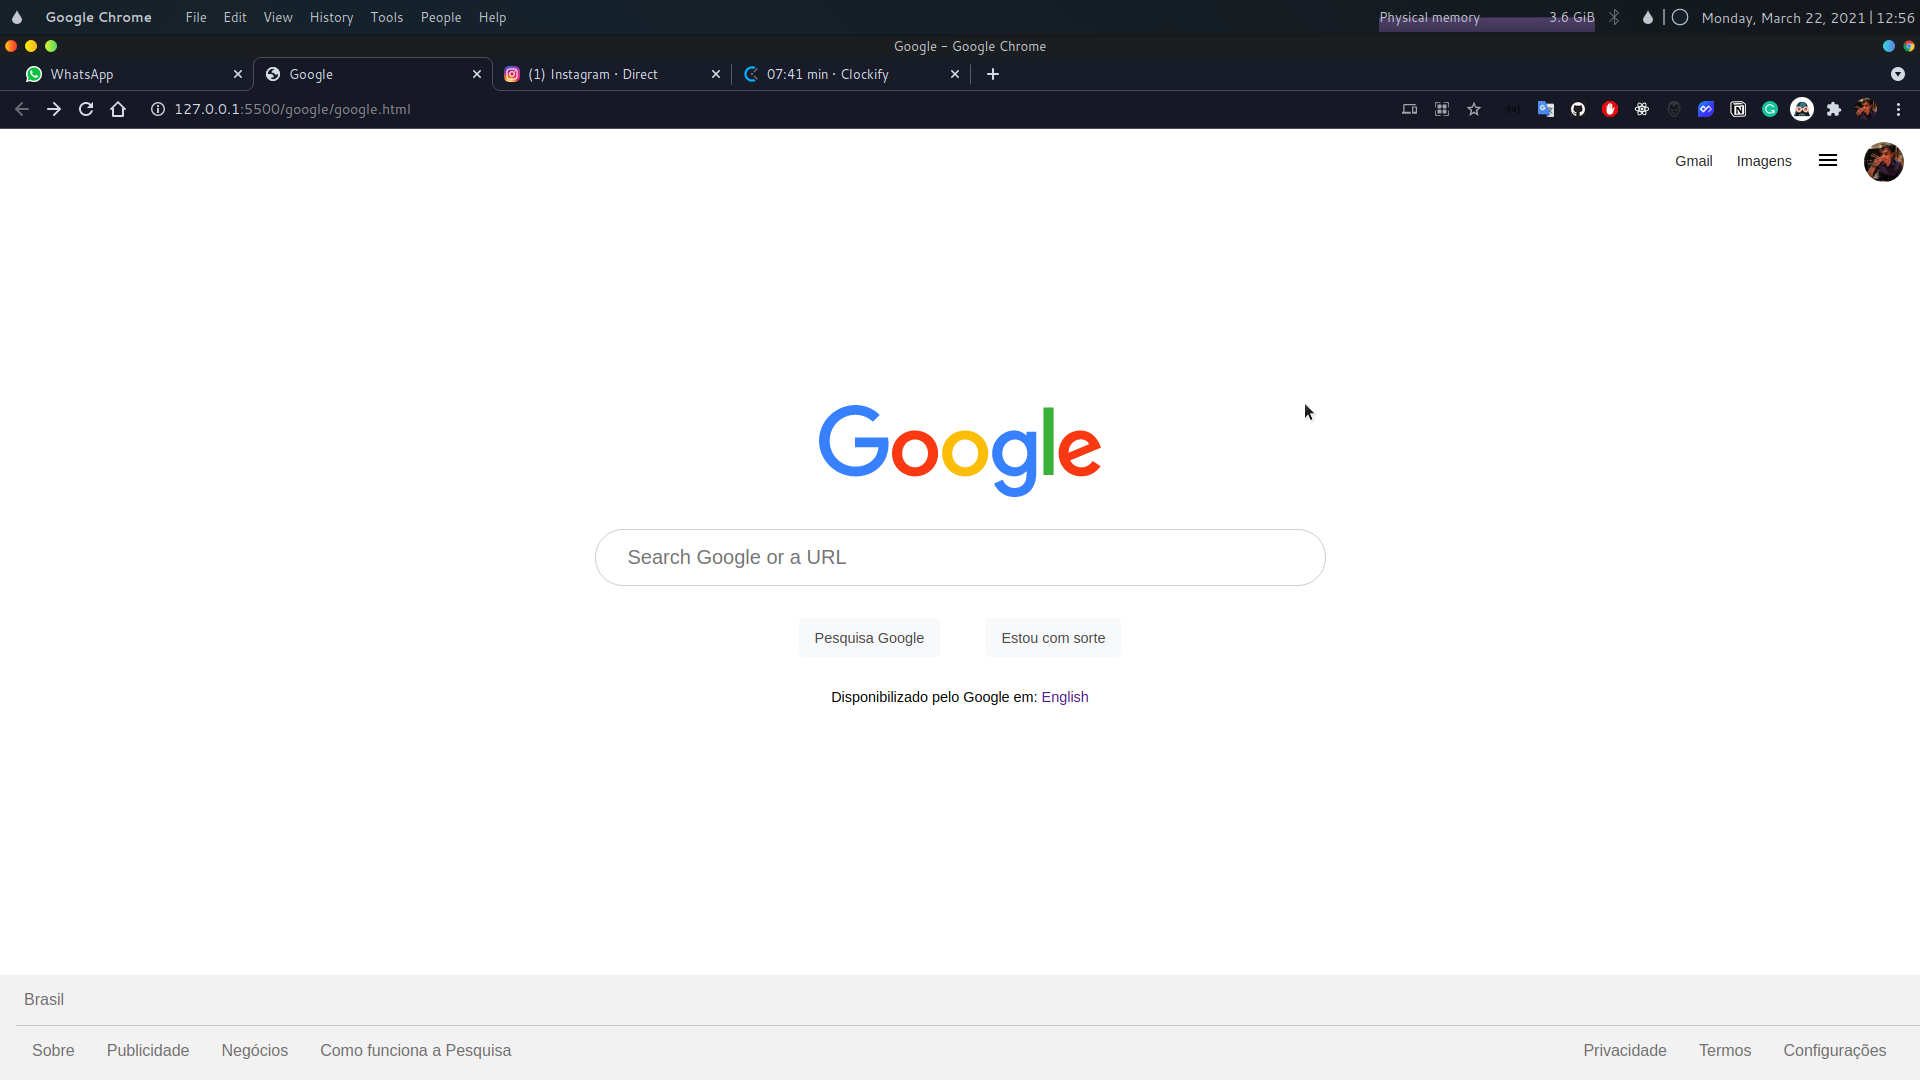 Google Chrome File Edit View History Tools People Help Physical memory 3.6 GiB Monday, March 22, 2021 | 12:56
Google - Google Chrome
WhatsApp Google (1) Instagram · Direct 07:41 min · Clockify
127.0.0.1:5500/google/google.html
Gmail Imagens
Google
Search Google or a URL
Pesquisa Google Estou com sorte
Disponibilizado pelo Google em: English
Brasil
Sobre Publicidade Negócios Como funciona a Pesquisa Privacidade Termos Configurações